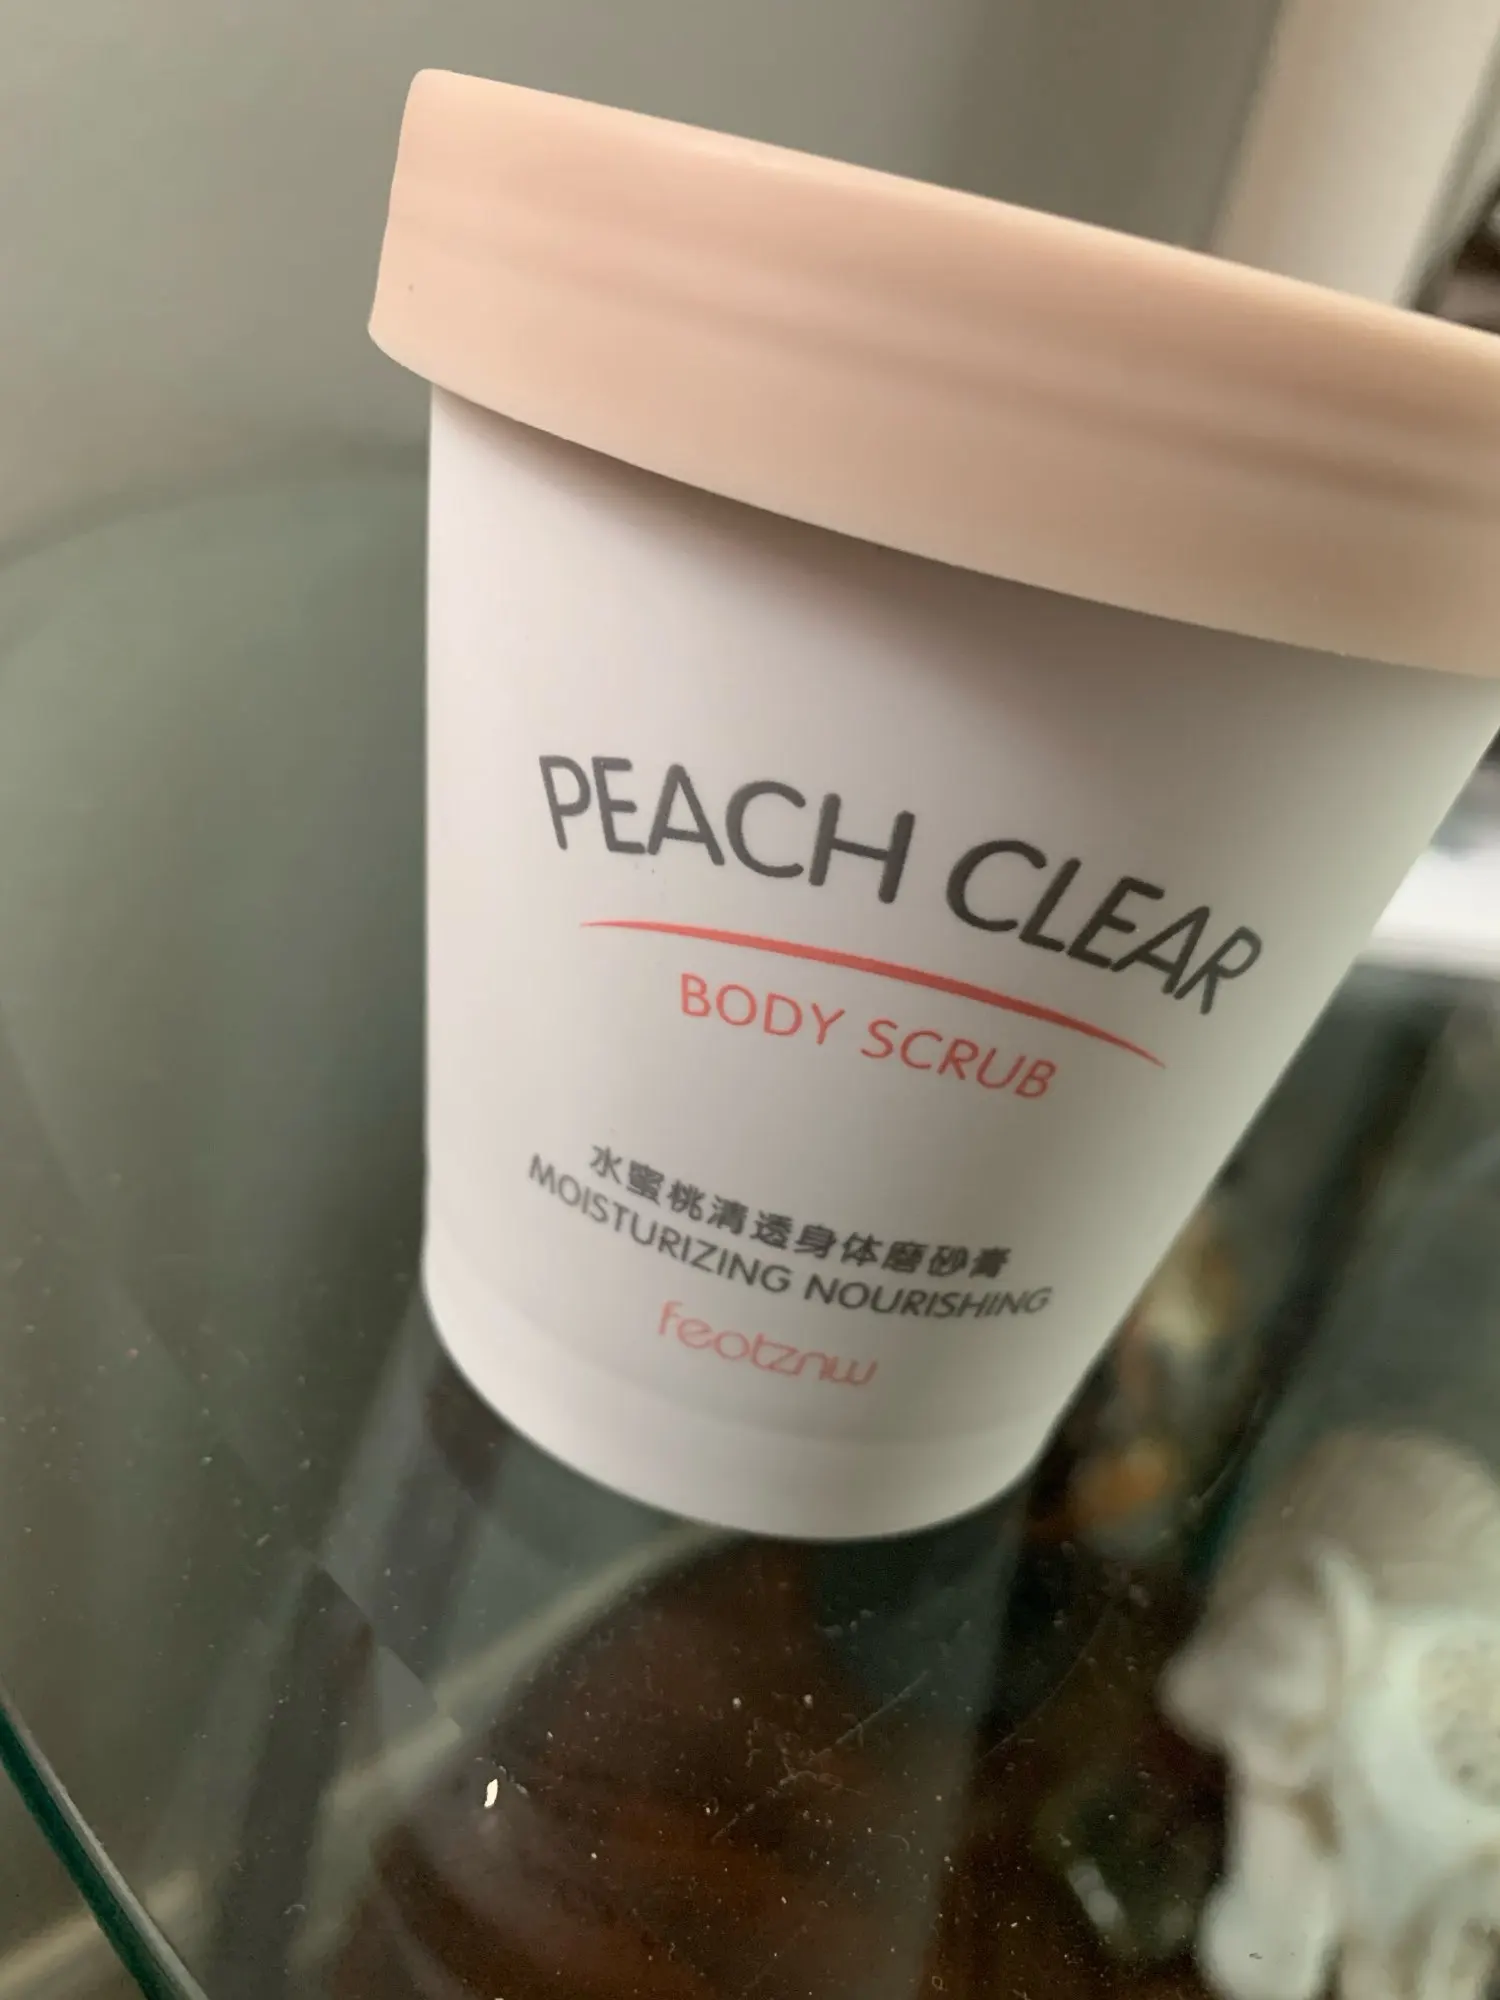 PEACH CLEAR
BODY SCRUB
水蜜桃清透身体磨砂膏
MOISTURIZING NOURISHING
feotznw